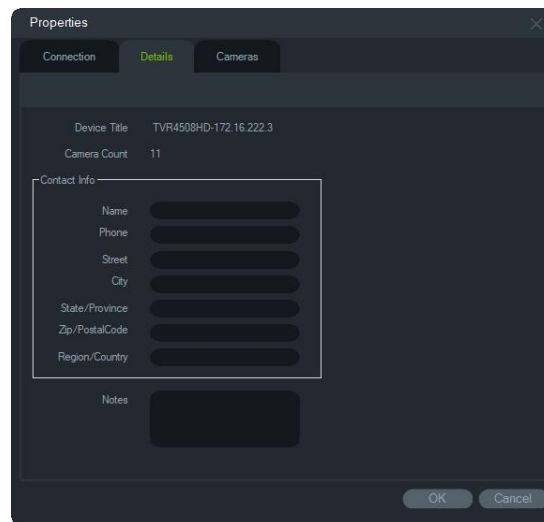 Properties
Connection Details Cameras
Device Title TVR4508HD-172.16.222.3
Camera Count 11
Contact Info
Name
Phone
Street
City
State/Province
Zip/PostalCode
Region/Country
Notes
OK Cancel